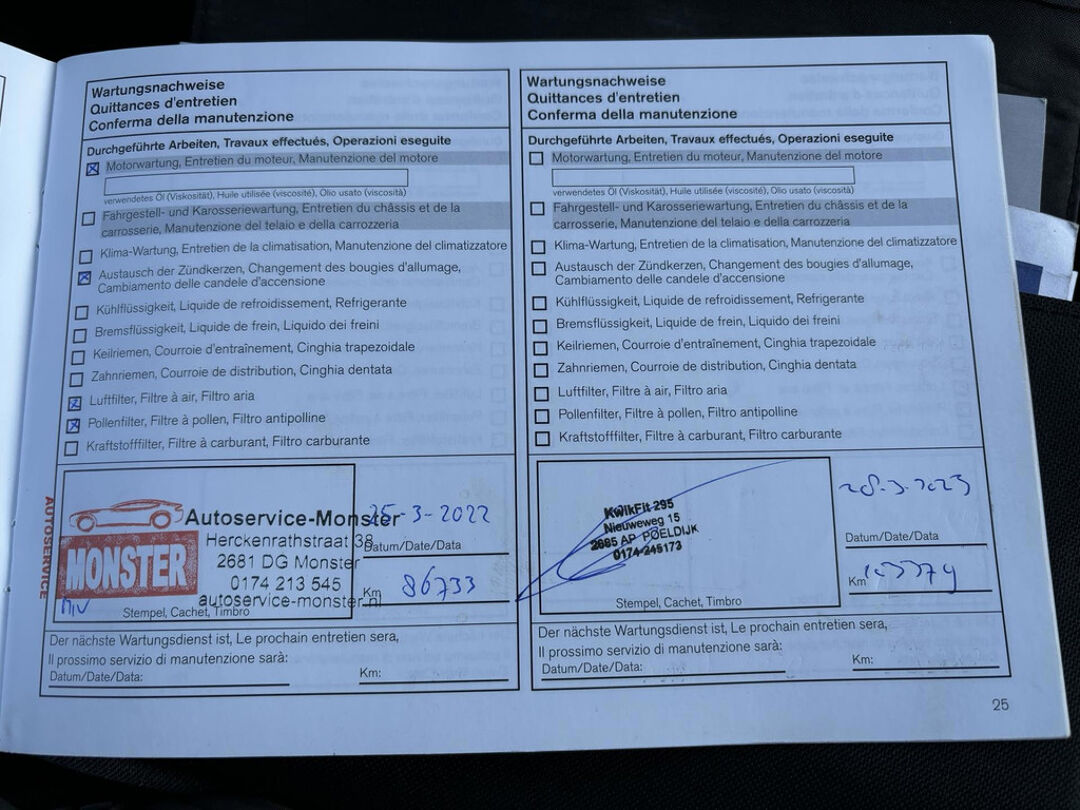 Wartungsnachweise
Quittances d'entretien
Conferma della manutenzione
Durchgeführte Arbeiten, Travaux effectués, Operazioni eseguite
Motorwartung, Entretien du moteur, Manutenzione del motore
verwendetes Öl (Viskosität), Huile utilisée (viscosité), Olio usato (viscosità)
Fahrgestell- und Karosseriewartung, Entretien du châssis et de la
carrosserie, Manutenzione del telaio e della carrozzeria
Klima-Wartung, Entretien de la climatisation, Manutenzione del climatizzatore
Austausch der Zündkerzen, Changement des bougies d'allumage,
Cambiamento delle candele d'accensione
Kühlflüssigkeit, Liquide de refroidissement, Refrigerante
Bremsflüssigkeit, Liquide de frein, Liquido dei freini
Keilriemen, Courroie d'entraînement, Cinghia trapezoidale
Zahnriemen, Courroie de distribution, Cinghia dentata
Luftfilter, Filtre à air, Filtro aria
Pollenfilter, Filtre à pollen, Filtro antipolline
Kraftstofffilter, Filtre à carburant, Filtro carburante
AUTOSERVICE
MONSTER
Autoservice-Monster
Herckenrathstraat 38
2681 DG Monster
0174 213 545
autoservice-monster.nl
Stempel, Cachet, Timbro
25-3-2022
Datum/Date/Data
Km 86733
Der nächste Wartungsdienst ist, Le prochain entretien sera,
Il prossimo servizio di manutenzione sarà:
Datum/Date/Data:
Km:
Wartungsnachweise
Quittances d'entretien
Conferma della manutenzione
Durchgeführte Arbeiten, Travaux effectués, Operazioni eseguite
Motorwartung, Entretien du moteur, Manutenzione del motore
verwendetes Öl (Viskosität), Huile utilisée (viscosité), Olio usato (viscosità)
Fahrgestell- und Karosseriewartung, Entretien du châssis et de la
carrosserie, Manutenzione del telaio e della carrozzeria
Klima-Wartung, Entretien de la climatisation, Manutenzione del climatizzatore
Austausch der Zündkerzen, Changement des bougies d'allumage,
Cambiamento delle candele d'accensione
Kühlflüssigkeit, Liquide de refroidissement, Refrigerante
Bremsflüssigkeit, Liquide de frein, Liquido dei freini
Keilriemen, Courroie d'entraînement, Cinghia trapezoidale
Zahnriemen, Courroie de distribution, Cinghia dentata
Luftfilter, Filtre à air, Filtro aria
Pollenfilter, Filtre à pollen, Filtro antipolline
Kraftstofffilter, Filtre à carburant, Filtro carburante
KwikFit 295
Nieuweweg 15
2685 AP POELDIJK
0174-245173
Stempel, Cachet, Timbro
28-3-2023
Datum/Date/Data
Km 103374
Der nächste Wartungsdienst ist, Le prochain entretien sera,
Il prossimo servizio di manutenzione sarà:
Datum/Date/Data:
Km:
25